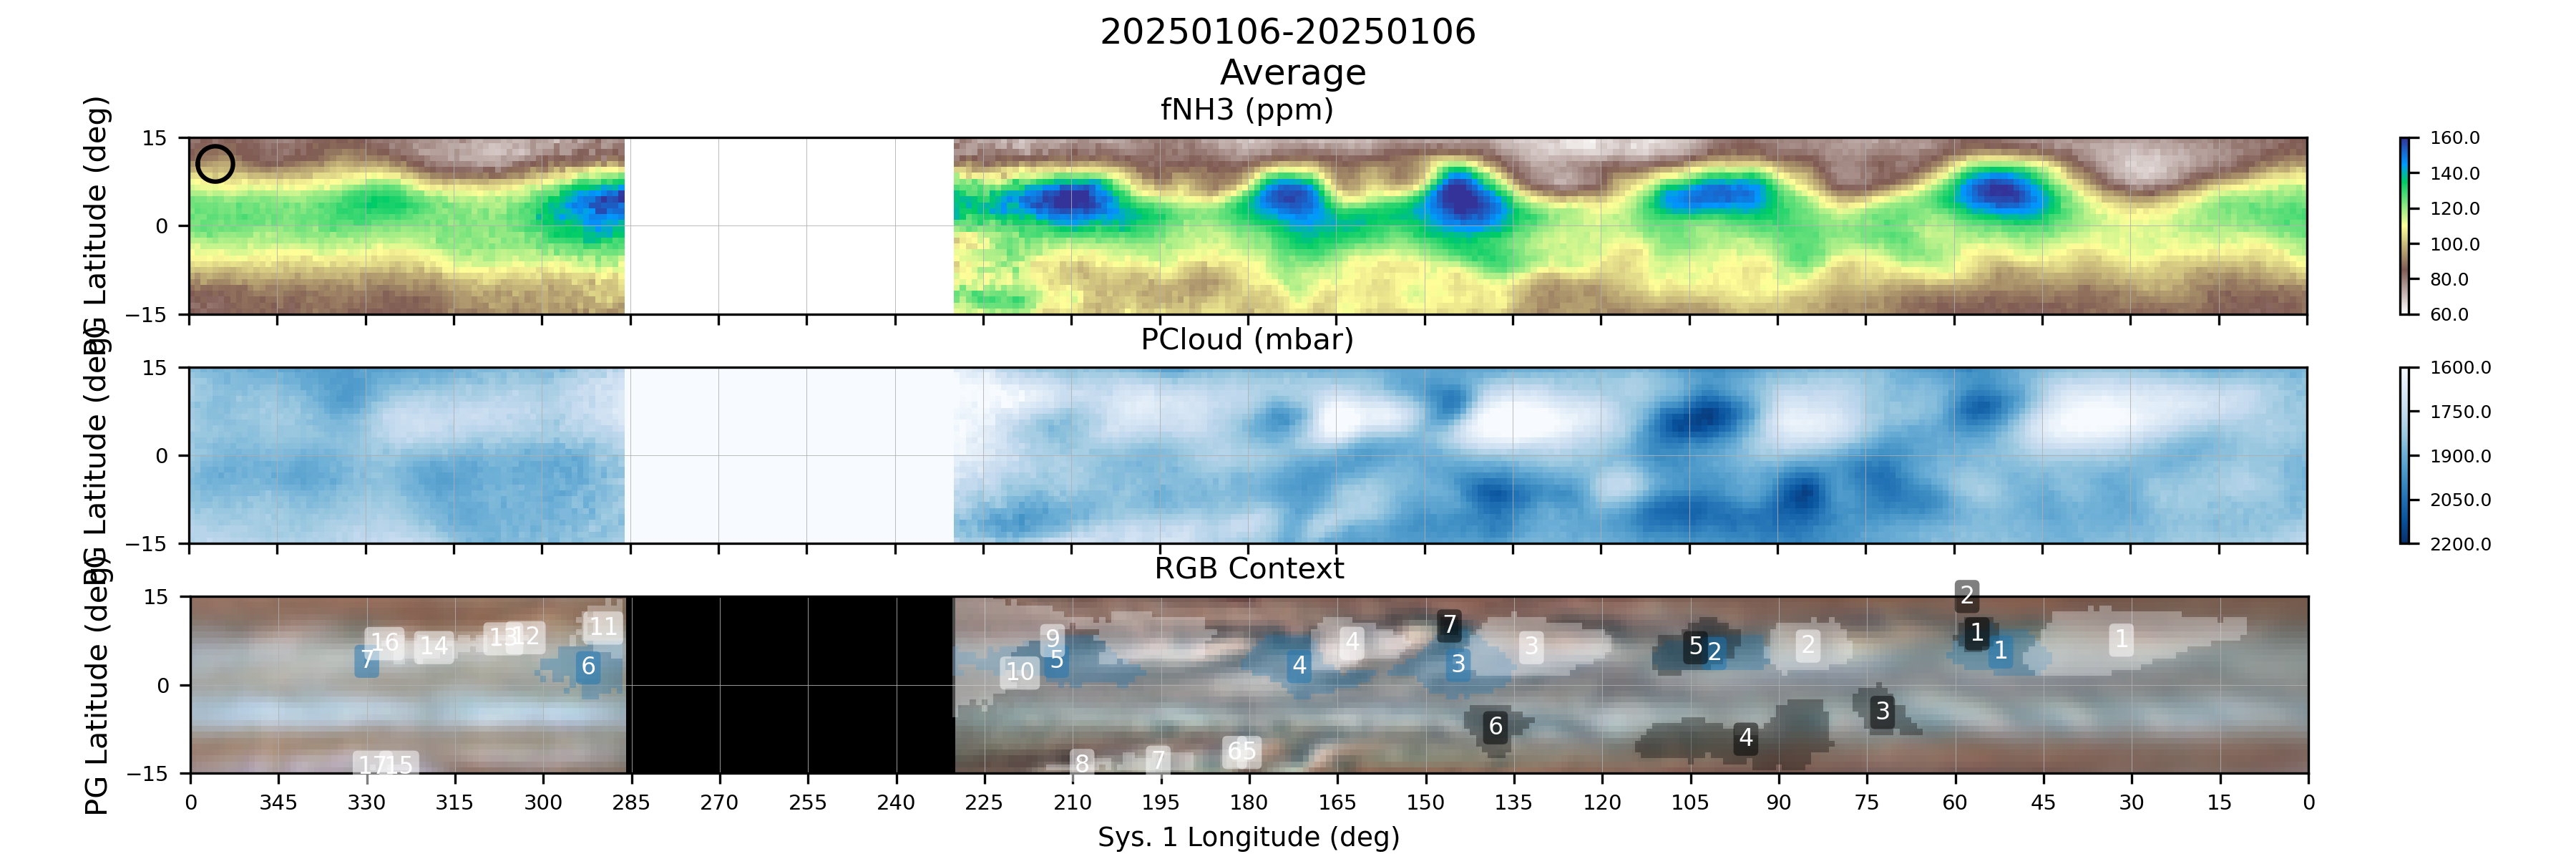 20250106-20250106
Average
fNH3 (ppm)
PG Latitude (deg)
15
0
−15
160.0
140.0
120.0
100.0
80.0
60.0
PCloud (mbar)
PG Latitude (deg)
15
0
−15
1600.0
1750.0
1900.0
2050.0
2200.0
RGB Context
PG Latitude (deg)
15
0
−15
2
16 14 13 12 11 9 7 4 3 5 2 2 1 1 1
7 6 10 5 4 3
6 4 3
17 15 8 7 6 5
0 345 330 315 300 285 270 255 240 225 210 195 180 165 150 135 120 105 90 75 60 45 30 15 0
Sys. 1 Longitude (deg)